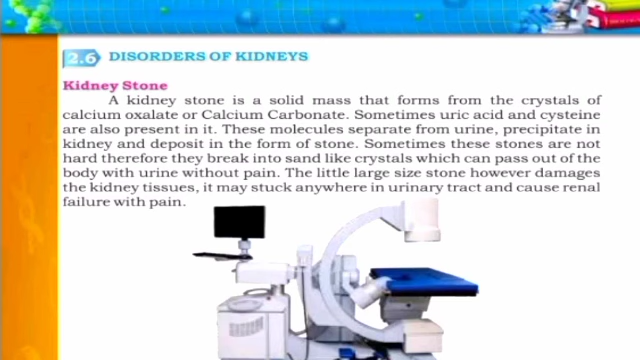 2.6 DISORDERS OF KIDNEYS
Kidney Stone
A kidney stone is a solid mass that forms from the crystals of
calcium oxalate or Calcium Carbonate. Sometimes uric acid and cysteine
are also present in it. These molecules separate from urine, precipitate in
kidney and deposit in the form of stone. Sometimes these stones are not
hard therefore they break into sand like crystals which can pass out of the
body with urine without pain. The little large size stone however damages
the kidney tissues, it may stuck anywhere in urinary tract and cause renal
failure with pain.